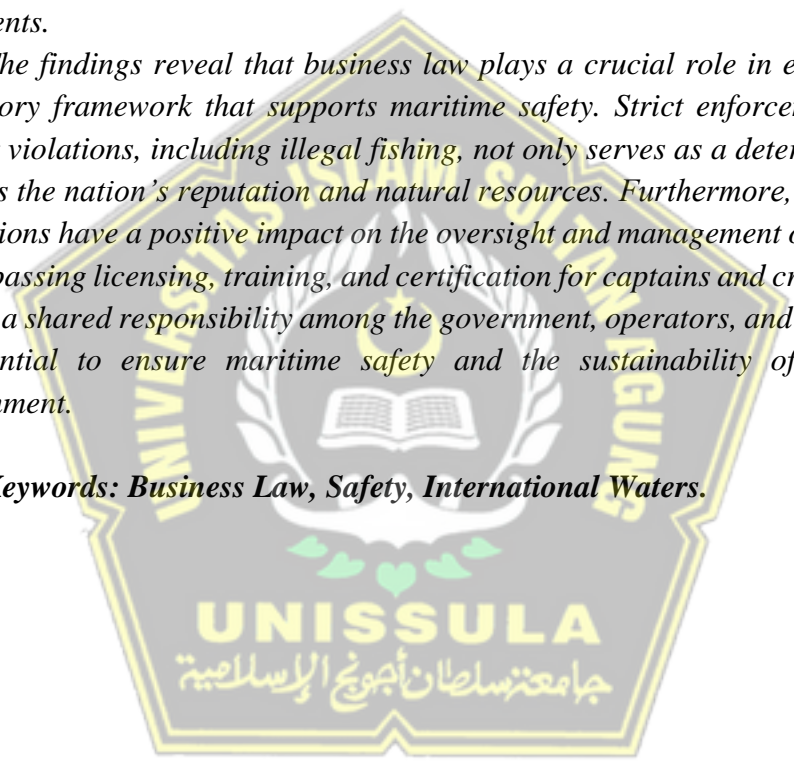 ents.
he findings reveal that business law plays a crucial role in e
ory framework that supports maritime safety. Strict enforcer
violations, including illegal fishing, not only serves as a deter
s the nation's reputation and natural resources. Furthermore,
ions have a positive impact on the oversight and management o
passing licensing, training, and certification for captains and cr
a shared responsibility among the government, operators, and
ntial to ensure maritime safety and the sustainability of
nment.
Keywords: Business Law, Safety, International Waters.
UNIVERSITAS ISLAM SULTAN AGUNG
UNISSULA
جامعتسلطان أجونج الإسلامية